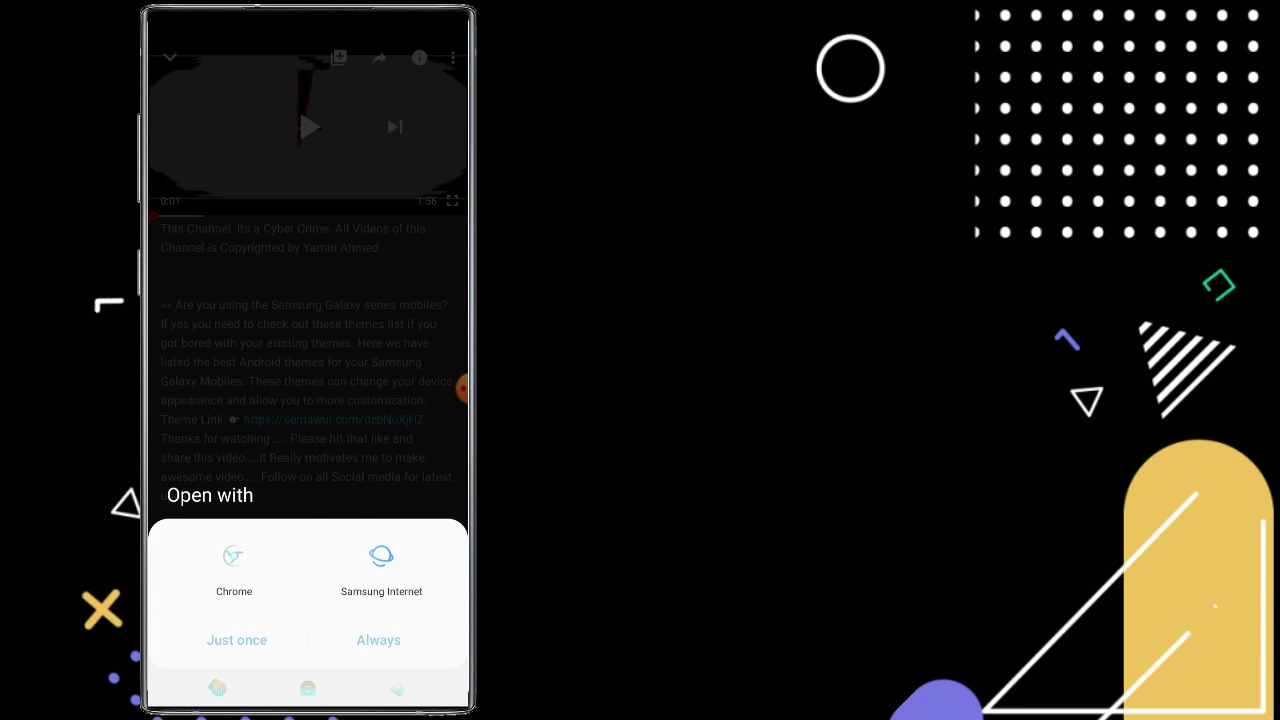 0:01
1:56
This Channel. Its a Cyber Crime. All Videos of this
Channel is Copyrighted by Yamin Ahmed
»» Are you using the Samsung Galaxy series mobiles?
If yes you need to check out these themes list if you
got bored with your existing themes. Here we have
listed the best Android themes for your Samsung
Galaxy Mobiles. These themes can change your device
appearance and allow you to more customization.
Theme Link ☛ https://semawur.com/dzbNuXjHZ
Thanks for watching .... Please hit that like and
share this video....It Really motivates me to make
awesome video.... Follow on all Social media for latest
Open with
Chrome
Samsung Internet
Just once
Always